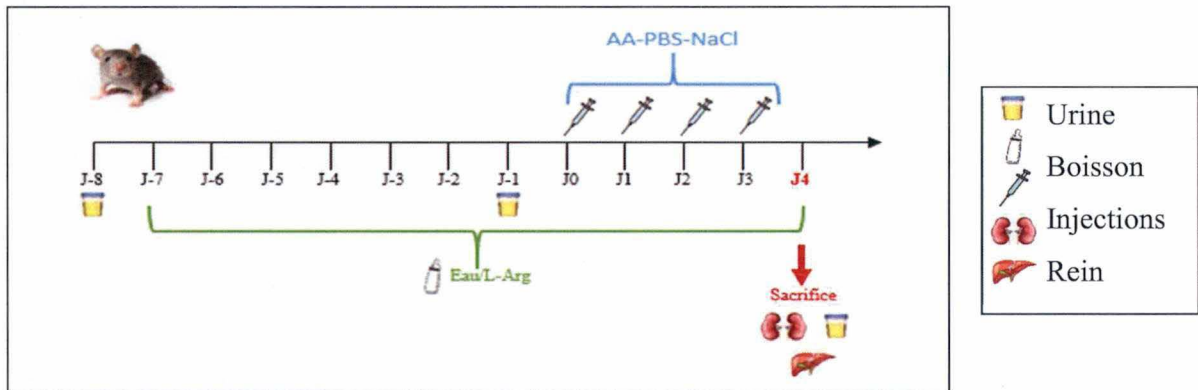 AA-PBS-NaCl
J-8 J-7 J-6 J-5 J-4 J-3 J-2 J-1 J0 J1 J2 J3 J4
Eau/L-Arg
Sacrifice
Urine
Boisson
Injections
Rein